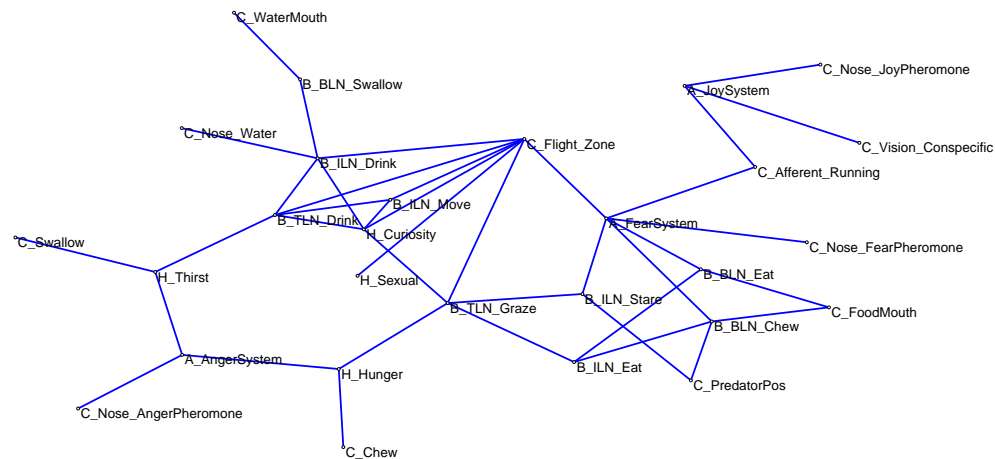 C_WaterMouth
C_Nose_JoyPheromone
B_BLN_Swallow
A_JoySystem
C_Nose_Water
C_Flight_Zone
C_Vision_Conspecific
B_ILN_Drink
C_Afferent_Running
B_ILN_Move
B_TLN_Drink
A_FearSystem
H_Curiosity
C_Swallow
C_Nose_FearPheromone
H_Thirst
H_Sexual
B_BLN_Eat
B_ILN_Stare
B_TLN_Graze
C_FoodMouth
B_BLN_Chew
A_AngerSystem
B_ILN_Eat
H_Hunger
C_PredatorPos
C_Nose_AngerPheromone
C_Chew